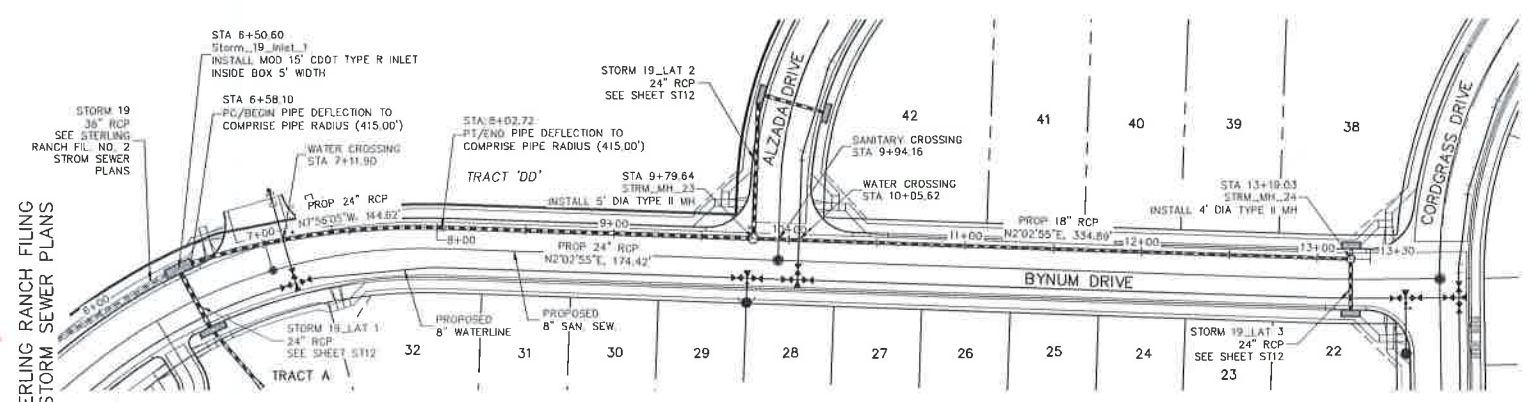 STA 6+50.60
Storm_19_Inlet_1
INSTALL MOD 15' CDOT TYPE R INLET
INSIDE BOX 5' WIDTH
STA 6+58.10
PC/BEGIN PIPE DEFLECTION TO
COMPRISE PIPE RADIUS (415.00')
STORM 19
36" RCP
SEE STERLING
RANCH FIL. NO. 2
STROM SEWER
PLANS
WATER CROSSING
STA 7+11.90
STA: 8+02.72
PT/END PIPE DEFLECTION TO
COMPRISE PIPE RADIUS (415.00')
TRACT 'DD'
STORM 19_LAT 2
24" RCP
SEE SHEET ST12
ALZADA DRIVE
SANITARY CROSSING
STA 9+94.16
WATER CROSSING
STA 10+05.62
STA 9+79.64
STRM_MH_23
INSTALL 5' DIA TYPE II MH
42
41
40
39
38
CORDGRASS DRIVE
STA 13+19.03
STRM_MH_24
INSTALL 4' DIA TYPE II MH
PROP 24" RCP
N7°56'05"W, 144.62'
6+00
7+00
8+00
9+00
10+00
11+00
12+00
13+00
13+30
PROP 24" RCP
N2°02'55"E, 174.42'
PROP 18" RCP
N2°02'55"E, 334.89'
BYNUM DRIVE
STORM 19_LAT 1
24" RCP
SEE SHEET ST12
TRACT A
PROPOSED
8" WATERLINE
PROPOSED
8" SAN. SEW.
32
31
30
29
28
27
26
25
24
23
22
STORM 19_LAT 3
24" RCP
SEE SHEET ST12
ERLING RANCH FILING
STORM SEWER PLANS